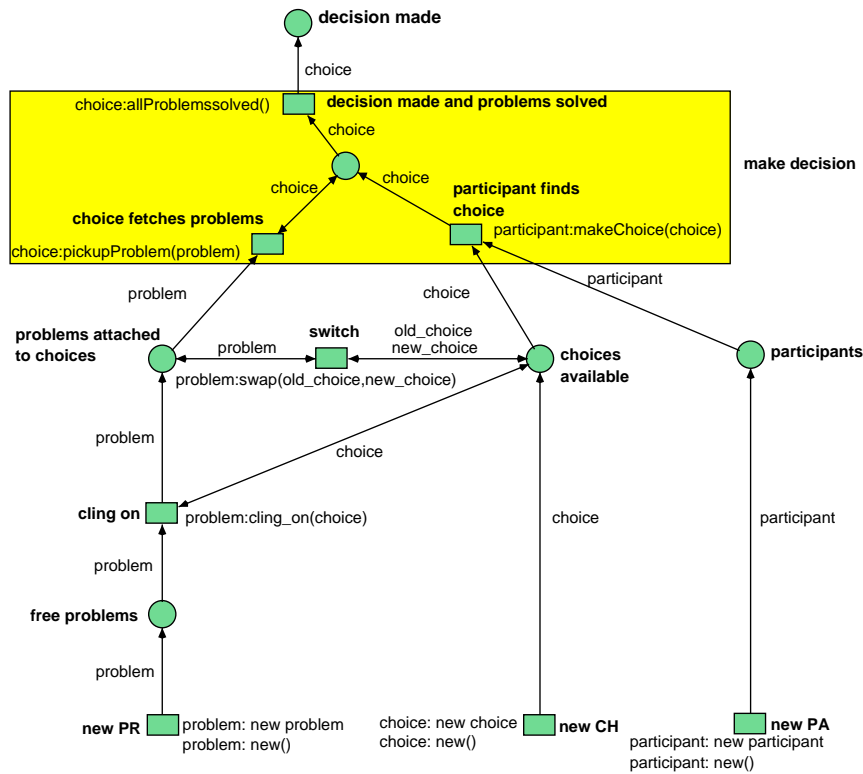 decision made
choice
choice:allProblemssolved()
decision made and problems solved
choice
choice
choice
make decision
participant finds
choice
choice fetches problems
participant:makeChoice(choice)
choice:pickupProblem(problem)
participant
problem
choice
problems attached
to choices
switch
old_choice
new_choice
problem
choices
available
participants
problem:swap(old_choice,new_choice)
problem
choice
cling on
problem:cling_on(choice)
choice
participant
problem
free problems
problem
new PR
problem: new problem
problem: new()
choice: new choice
choice: new()
new CH
new PA
participant: new participant
participant: new()